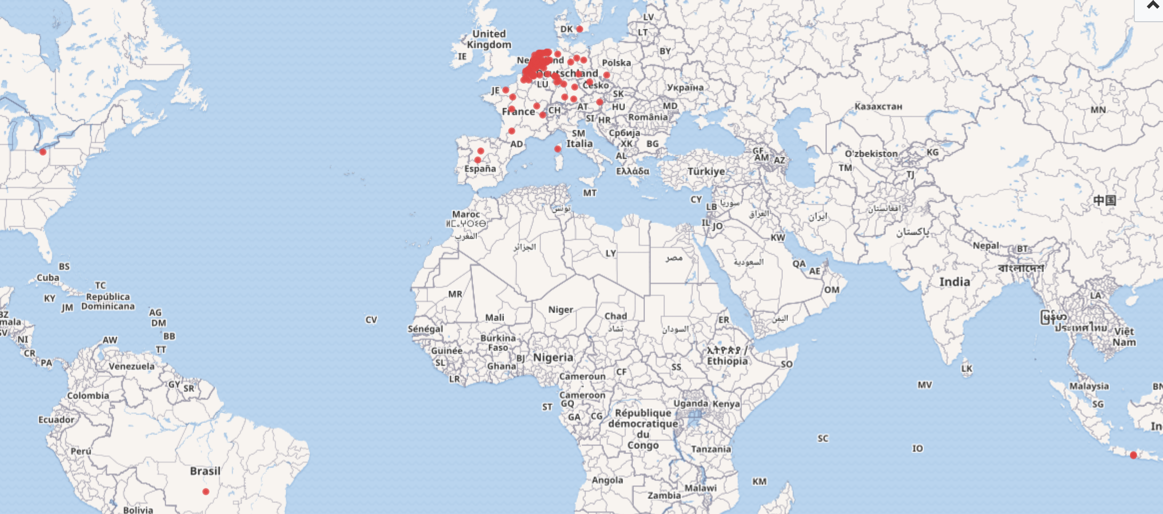 LV
DK
LT
United
Kingdom
IE
BY
Polska
Deutschland
LU
Česko
Україна
JE
SK
France
CH
AT
HU
MD
SI
HR
România
Казахстан
MN
SM
Србија
Italia
AD
XK
BG
AL
España
Ελλάδα
Türkiye
GE
AM
AZ
Oʻzbekiston
KG
TM
TJ
MT
CY
LB
سوريا
IL
JO
العراق
ایران
افغانستان
中国
Maroc
ⵍⵎⵖⵔⵉⴱ
المغرب
تونس
الجزائر
LY
مصر
KW
السعودية
پاکستان
Nepal
BT
BS
Cuba
QA
AE
OM
India
বাংলাদেশ
KY
JM
TC
República
Dominicana
MR
Mali
Niger
Chad
تشاد
السودان
ER
اليمن
LA
ประเทศไทย
Việt
Nam
AG
DM
BB
TT
CV
Sénégal
Burkina
Faso
NI
CR
PA
AW
Venezuela
Guinée
SL
LR
Ghana
BJ
Nigeria
CF
SS
ኢትዮጵያ /
Ethiopia
SO
LK
Colombia
GY
SR
Cameroun
Cameroon
MV
Malaysia
SG
BN
Ecuador
ST
GQ
GA
CG
Uganda
Kenya
République
démocratique
du
Congo
In
Perú
Brasil
SC
IO
Tanzania
Angola
Zambia
Malawi
KM
Bolivia